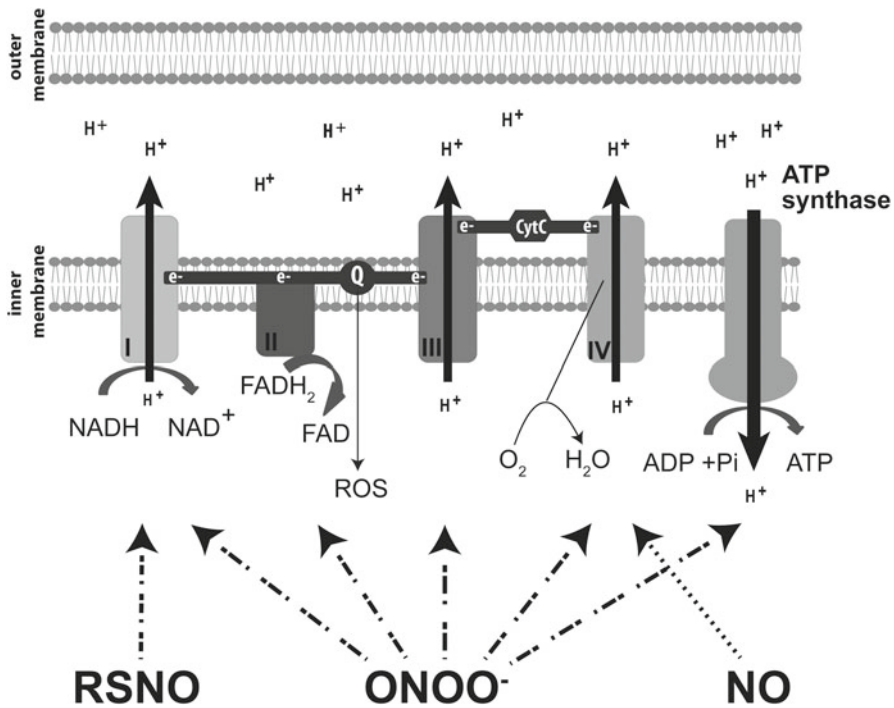 outer
membrane
H+
H+
H+
H+
H+
H+
H+
H+
H+
H+
H+
ATP
synthase
inner
membrane
e-
e-
Q
e-
e-
CytC
e-
I
II
III
IV
H+
H+
H+
NADH
NAD+
FADH2
FAD
ROS
O2
H2O
ADP +Pi
ATP
H+
RSNO
ONOO-
NO